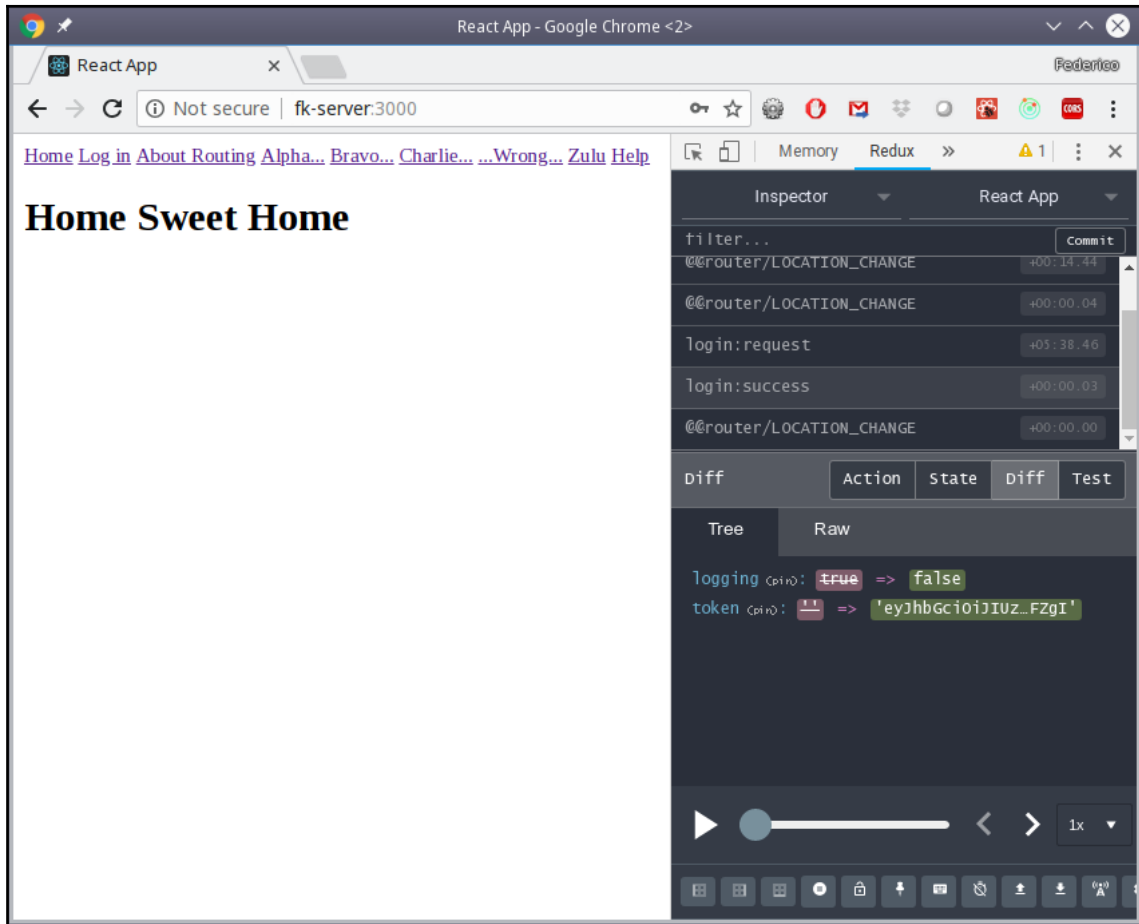 React App - Google Chrome <2>
React App
Federico
Not secure | fk-server:3000
CORS
Home Log in About Routing Alpha... Bravo... Charlie... ...Wrong... Zulu Help
Memory Redux » 1
Home Sweet Home
Inspector React App
filter... Commit
@@router/LOCATION_CHANGE +00:14.44
@@router/LOCATION_CHANGE +00:00.04
login:request +05:38.46
login:success +00:00.03
@@router/LOCATION_CHANGE +00:00.00
Diff Action State Diff Test
Tree Raw
logging (pin): true => false
token (pin): '' => 'eyJhbGciOiJIUz…FZgI'
1x